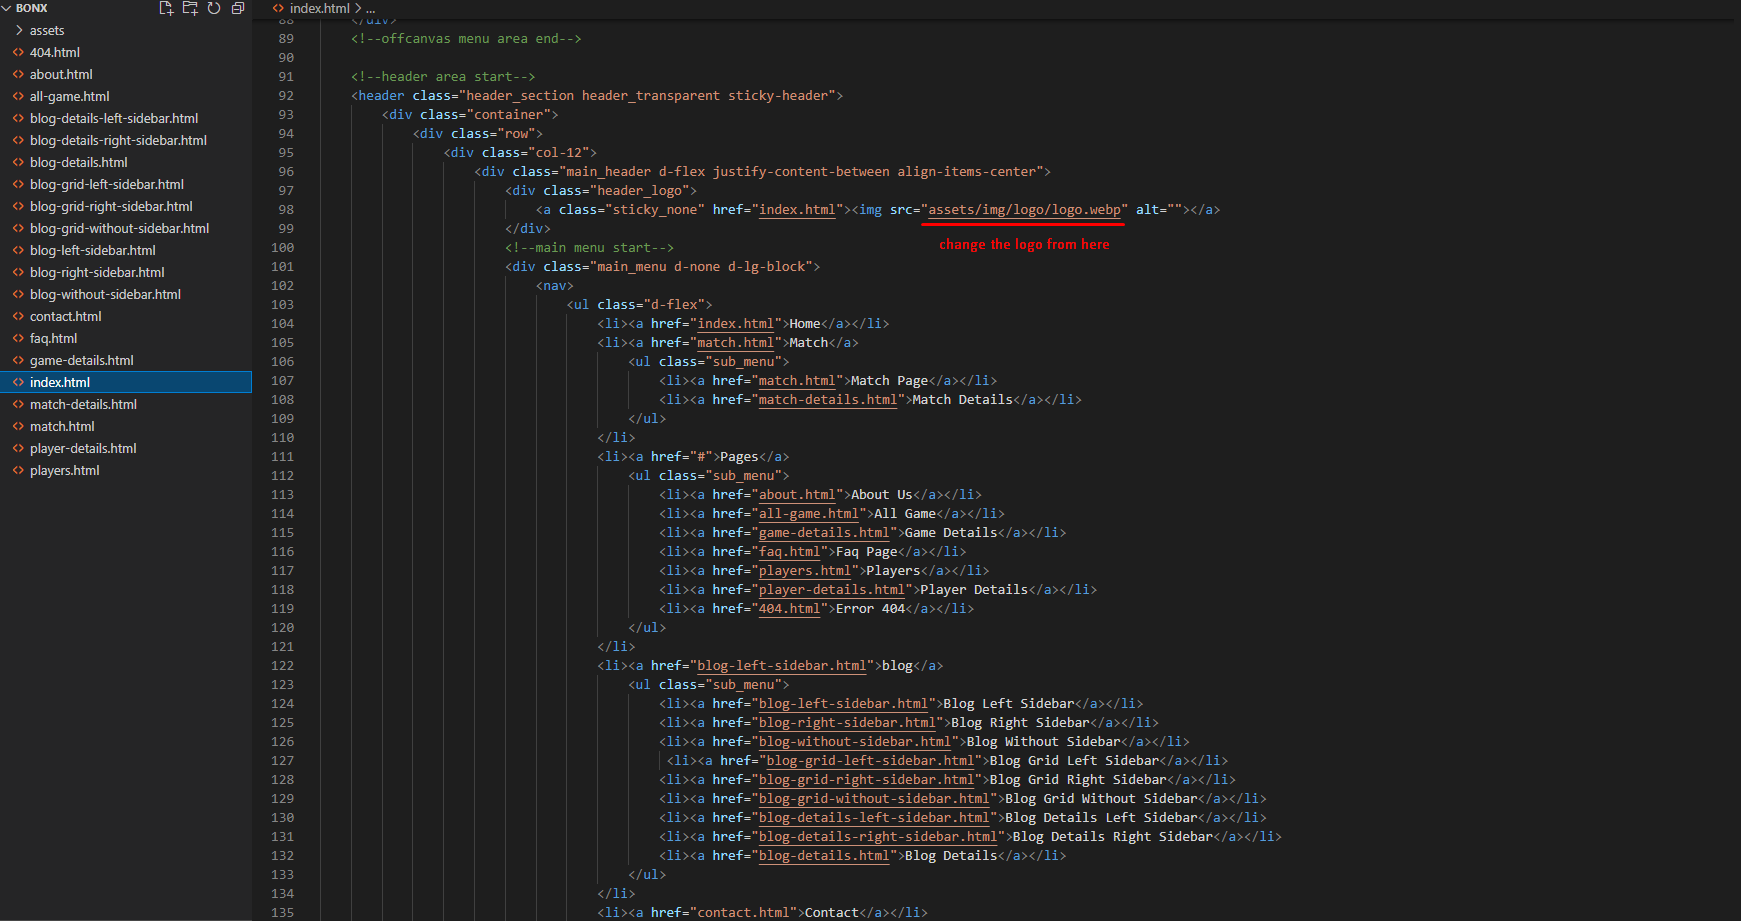 BONX
assets
404.html
about.html
all-game.html
blog-details-left-sidebar.html
blog-details-right-sidebar.html
blog-details.html
blog-grid-left-sidebar.html
blog-grid-right-sidebar.html
blog-grid-without-sidebar.html
blog-left-sidebar.html
blog-right-sidebar.html
blog-without-sidebar.html
contact.html
faq.html
game-details.html
index.html
match-details.html
match.html
player-details.html
players.html
index.html > ...
88 </div>
89 <!--offcanvas menu area end-->
90
91 <!--header area start-->
92 <header class="header_section header_transparent sticky-header">
93 <div class="container">
94 <div class="row">
95 <div class="col-12">
96 <div class="main_header d-flex justify-content-between align-items-center">
97 <div class="header_logo">
98 <a class="sticky_none" href="index.html"><img src="assets/img/logo/logo.webp" alt=""></a>
99 </div>
change the logo from here
100 <!--main menu start-->
101 <div class="main_menu d-none d-lg-block">
102 <nav>
103 <ul class="d-flex">
104 <li><a href="index.html">Home</a></li>
105 <li><a href="match.html">Match</a>
106 <ul class="sub_menu">
107 <li><a href="match.html">Match Page</a></li>
108 <li><a href="match-details.html">Match Details</a></li>
109 </ul>
110 </li>
111 <li><a href="#">Pages</a>
112 <ul class="sub_menu">
113 <li><a href="about.html">About Us</a></li>
114 <li><a href="all-game.html">All Game</a></li>
115 <li><a href="game-details.html">Game Details</a></li>
116 <li><a href="faq.html">Faq Page</a></li>
117 <li><a href="players.html">Players</a></li>
118 <li><a href="player-details.html">Player Details</a></li>
119 <li><a href="404.html">Error 404</a></li>
120 </ul>
121 </li>
122 <li><a href="blog-left-sidebar.html">blog</a>
123 <ul class="sub_menu">
124 <li><a href="blog-left-sidebar.html">Blog Left Sidebar</a></li>
125 <li><a href="blog-right-sidebar.html">Blog Right Sidebar</a></li>
126 <li><a href="blog-without-sidebar.html">Blog Without Sidebar</a></li>
127 <li><a href="blog-grid-left-sidebar.html">Blog Grid Left Sidebar</a></li>
128 <li><a href="blog-grid-right-sidebar.html">Blog Grid Right Sidebar</a></li>
129 <li><a href="blog-grid-without-sidebar.html">Blog Grid Without Sidebar</a></li>
130 <li><a href="blog-details-left-sidebar.html">Blog Details Left Sidebar</a></li>
131 <li><a href="blog-details-right-sidebar.html">Blog Details Right Sidebar</a></li>
132 <li><a href="blog-details.html">Blog Details</a></li>
133 </ul>
134 </li>
135 <li><a href="contact.html">Contact</a></li>